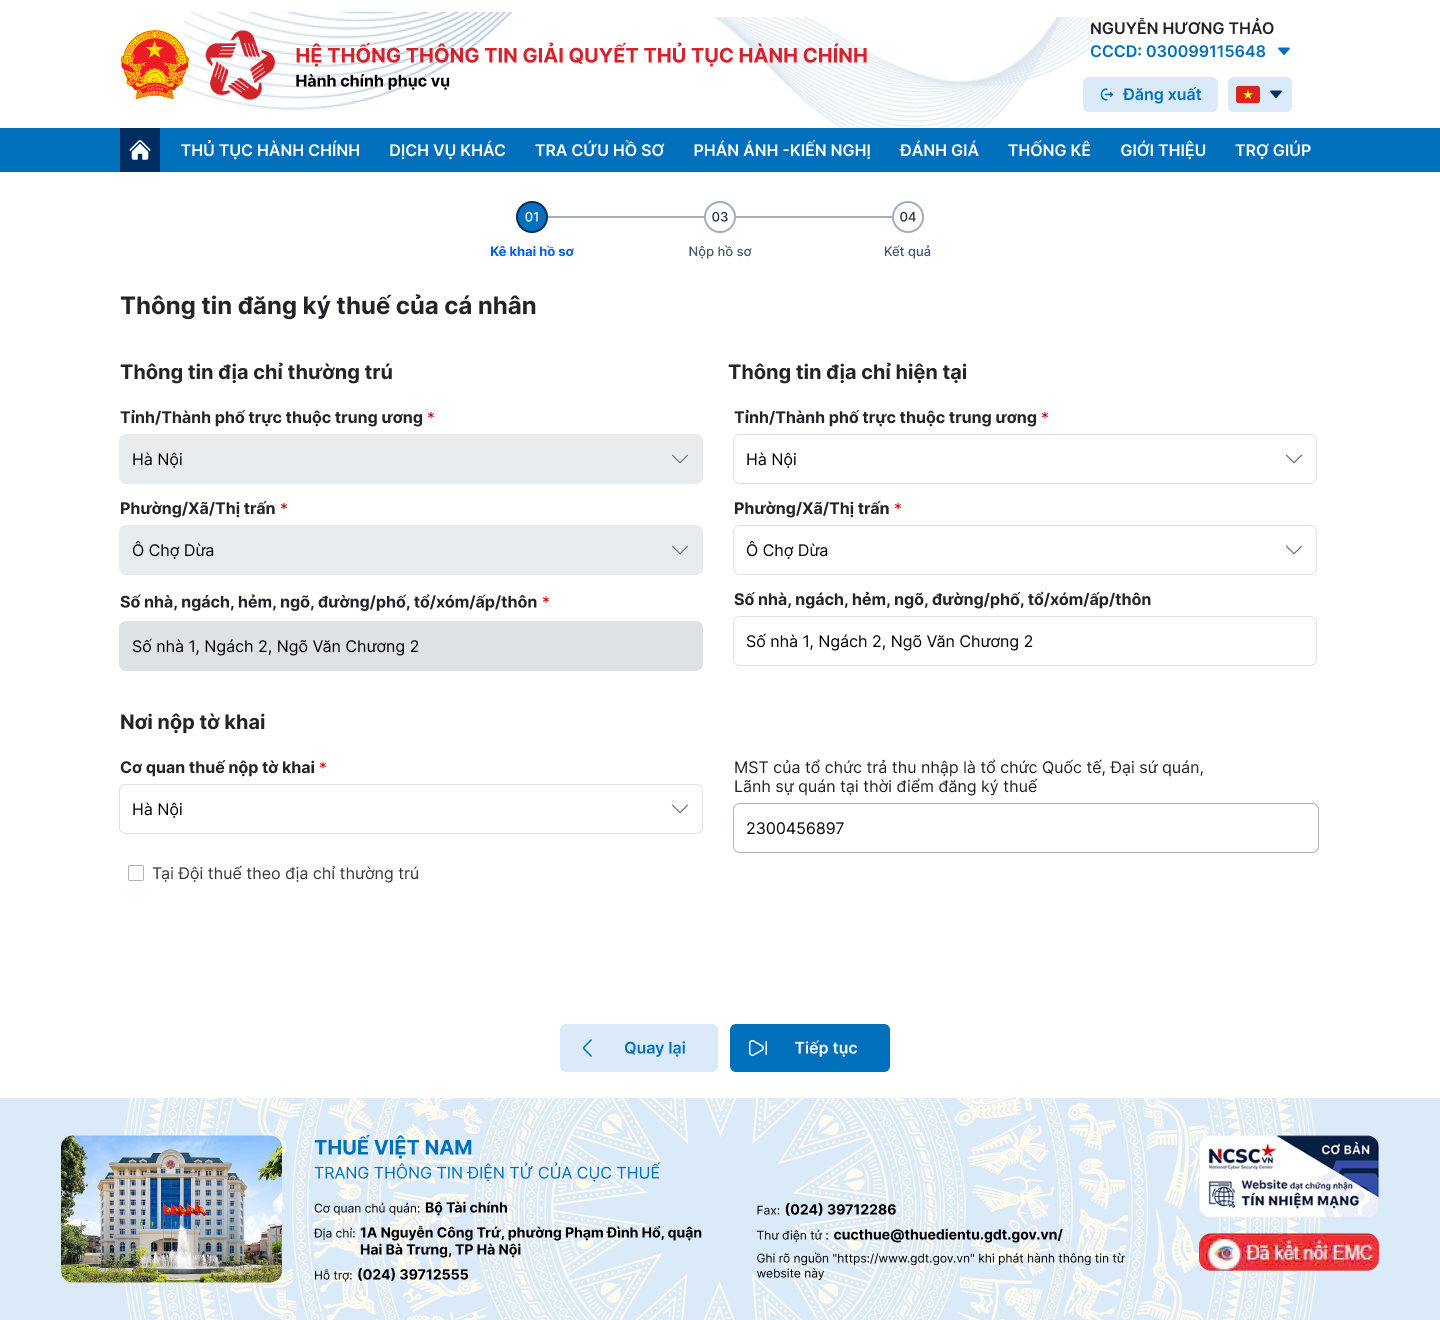 HỆ THỐNG THÔNG TIN GIẢI QUYẾT THỦ TỤC HÀNH CHÍNH
Hành chính phục vụ
NGUYỄN HƯƠNG THẢO
CCCD: 030099115648
Đăng xuất
THỦ TỤC HÀNH CHÍNH DỊCH VỤ KHÁC TRA CỨU HỒ SƠ PHÁN ÁNH -KIẾN NGHỊ ĐÁNH GIÁ THỐNG KÊ GIỚI THIỆU TRỢ GIÚP
01 03 04
Kê khai hồ sơ Nộp hồ sơ Kết quả
Thông tin đăng ký thuế của cá nhân
Thông tin địa chỉ thường trú
Tỉnh/Thành phố trực thuộc trung ương *
Hà Nội
Phường/Xã/Thị trấn *
Ô Chợ Dừa
Số nhà, ngách, hẻm, ngõ, đường/phố, tổ/xóm/ấp/thôn *
Số nhà 1, Ngách 2, Ngõ Văn Chương 2
Thông tin địa chỉ hiện tại
Tỉnh/Thành phố trực thuộc trung ương *
Hà Nội
Phường/Xã/Thị trấn *
Ô Chợ Dừa
Số nhà, ngách, hẻm, ngõ, đường/phố, tổ/xóm/ấp/thôn
Số nhà 1, Ngách 2, Ngõ Văn Chương 2
Nơi nộp tờ khai
Cơ quan thuế nộp tờ khai *
Hà Nội
Tại Đội thuế theo địa chỉ thường trú
MST của tổ chức trả thu nhập là tổ chức Quốc tế, Đại sứ quán,
Lãnh sự quán tại thời điểm đăng ký thuế
2300456897
Quay lại
Tiếp tục
THUẾ VIỆT NAM
TRANG THÔNG TIN ĐIỆN TỬ CỦA CỤC THUẾ
Cơ quan chủ quản: Bộ Tài chính
Địa chỉ: 1A Nguyễn Công Trứ, phường Phạm Đình Hổ, quận
Hai Bà Trưng, TP Hà Nội
Hỗ trợ: (024) 39712555
Fax: (024) 39712286
Thư điện tử : cucthue@thuedientu.gdt.gov.vn/
Ghi rõ nguồn "https://www.gdt.gov.vn" khi phát hành thông tin từ
website này
NCSC VN
National Cyber Security Center
CƠ BẢN
Website đạt chứng nhận
TÍN NHIỆM MẠNG
Đã kết nối EMC